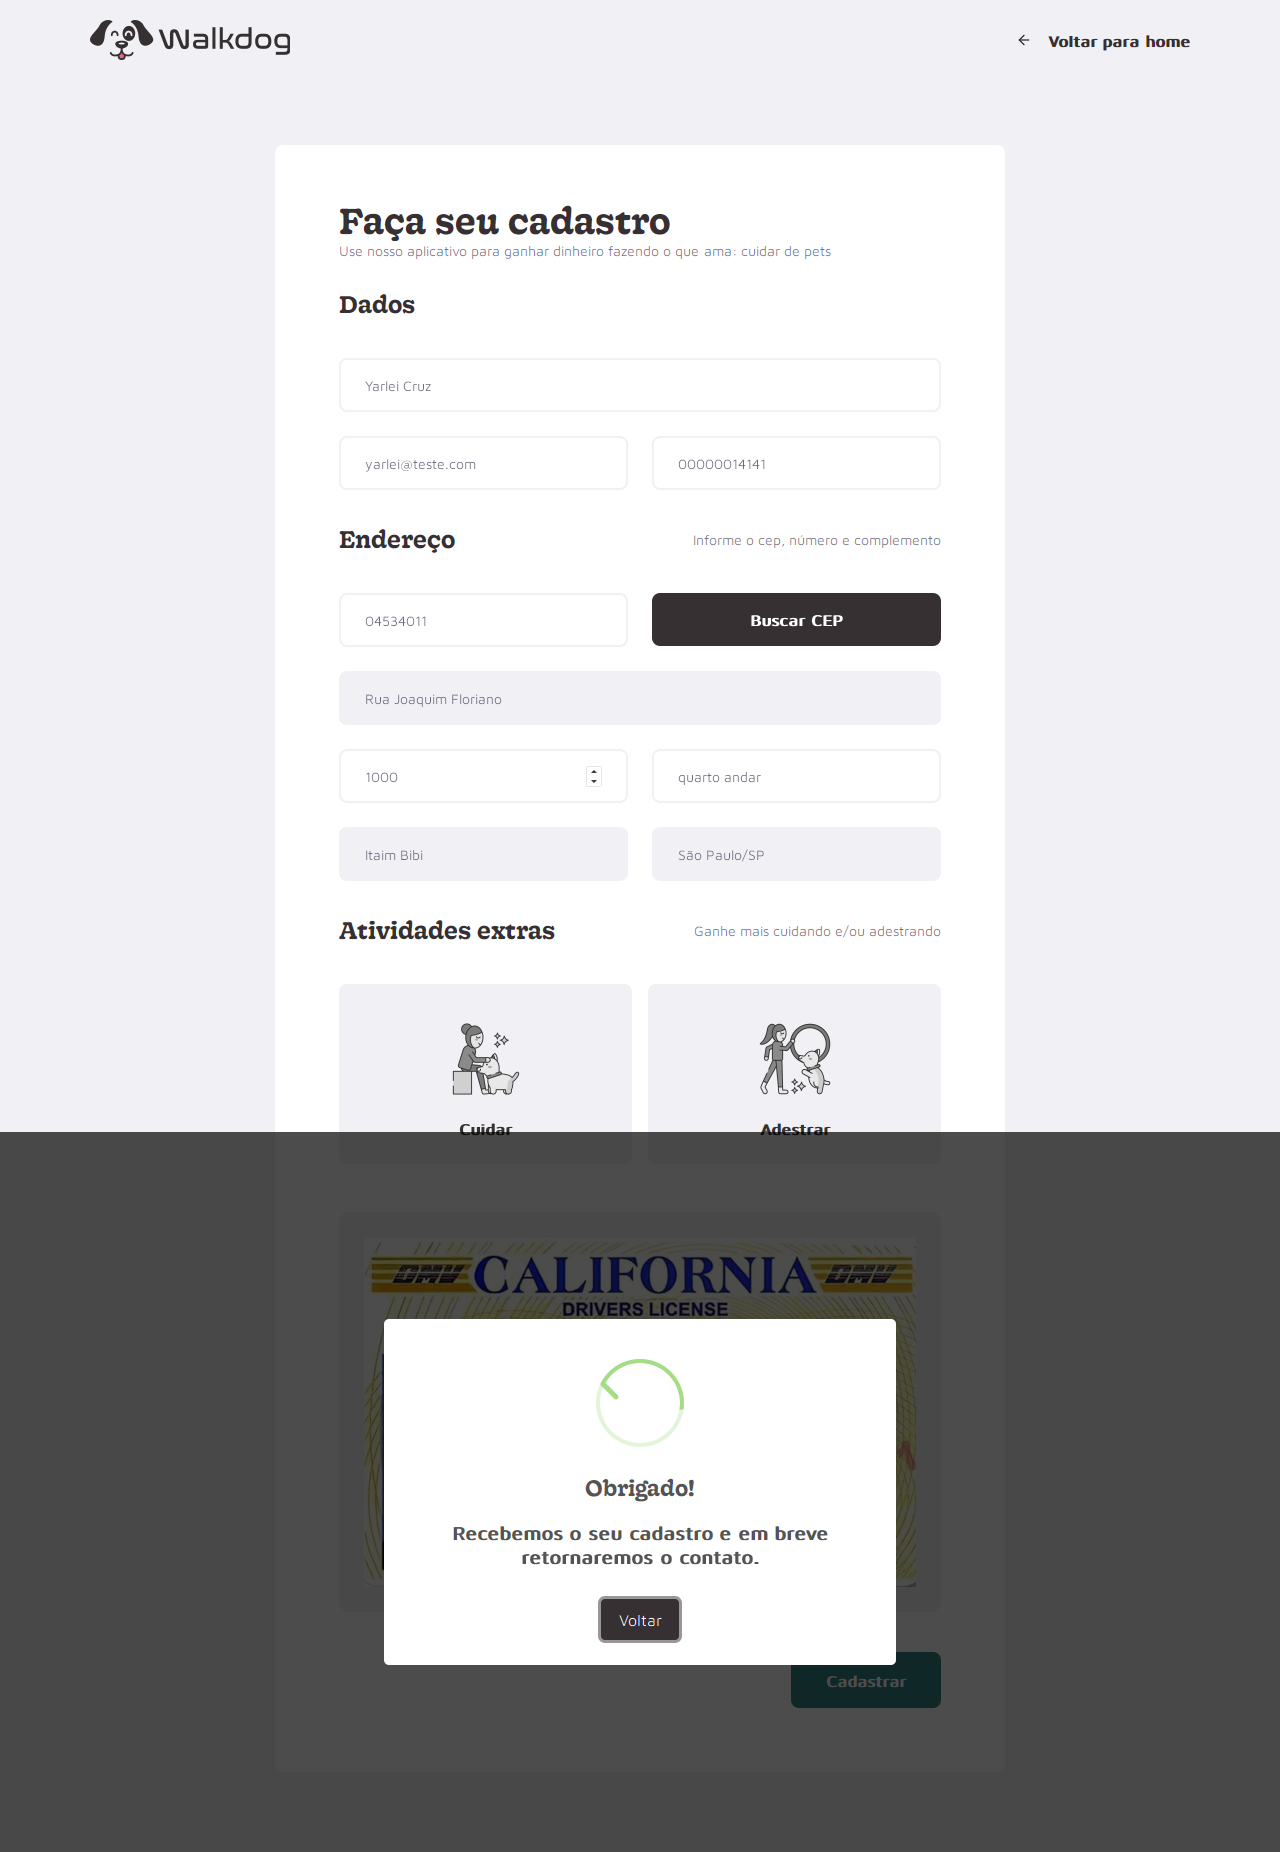 Walkdog
Voltar para home
Faça seu cadastro
Use nosso aplicativo para ganhar dinheiro fazendo o que ama: cuidar de pets
Dados
Yarlei Cruz
yarlei@teste.com
00000014141
Endereço
Informe o cep, número e complemento
04534011
Buscar CEP
Rua Joaquim Floriano
1000
quarto andar
Itaim Bibi
São Paulo/SP
Atividades extras
Ganhe mais cuidando e/ou adestrando
Cuidar
Adestrar
DMV CALIFORNIA DMV
DRIVERS LICENSE
Obrigado!
Recebemos o seu cadastro e em breve
retornaremos o contato.
Voltar
Cadastrar